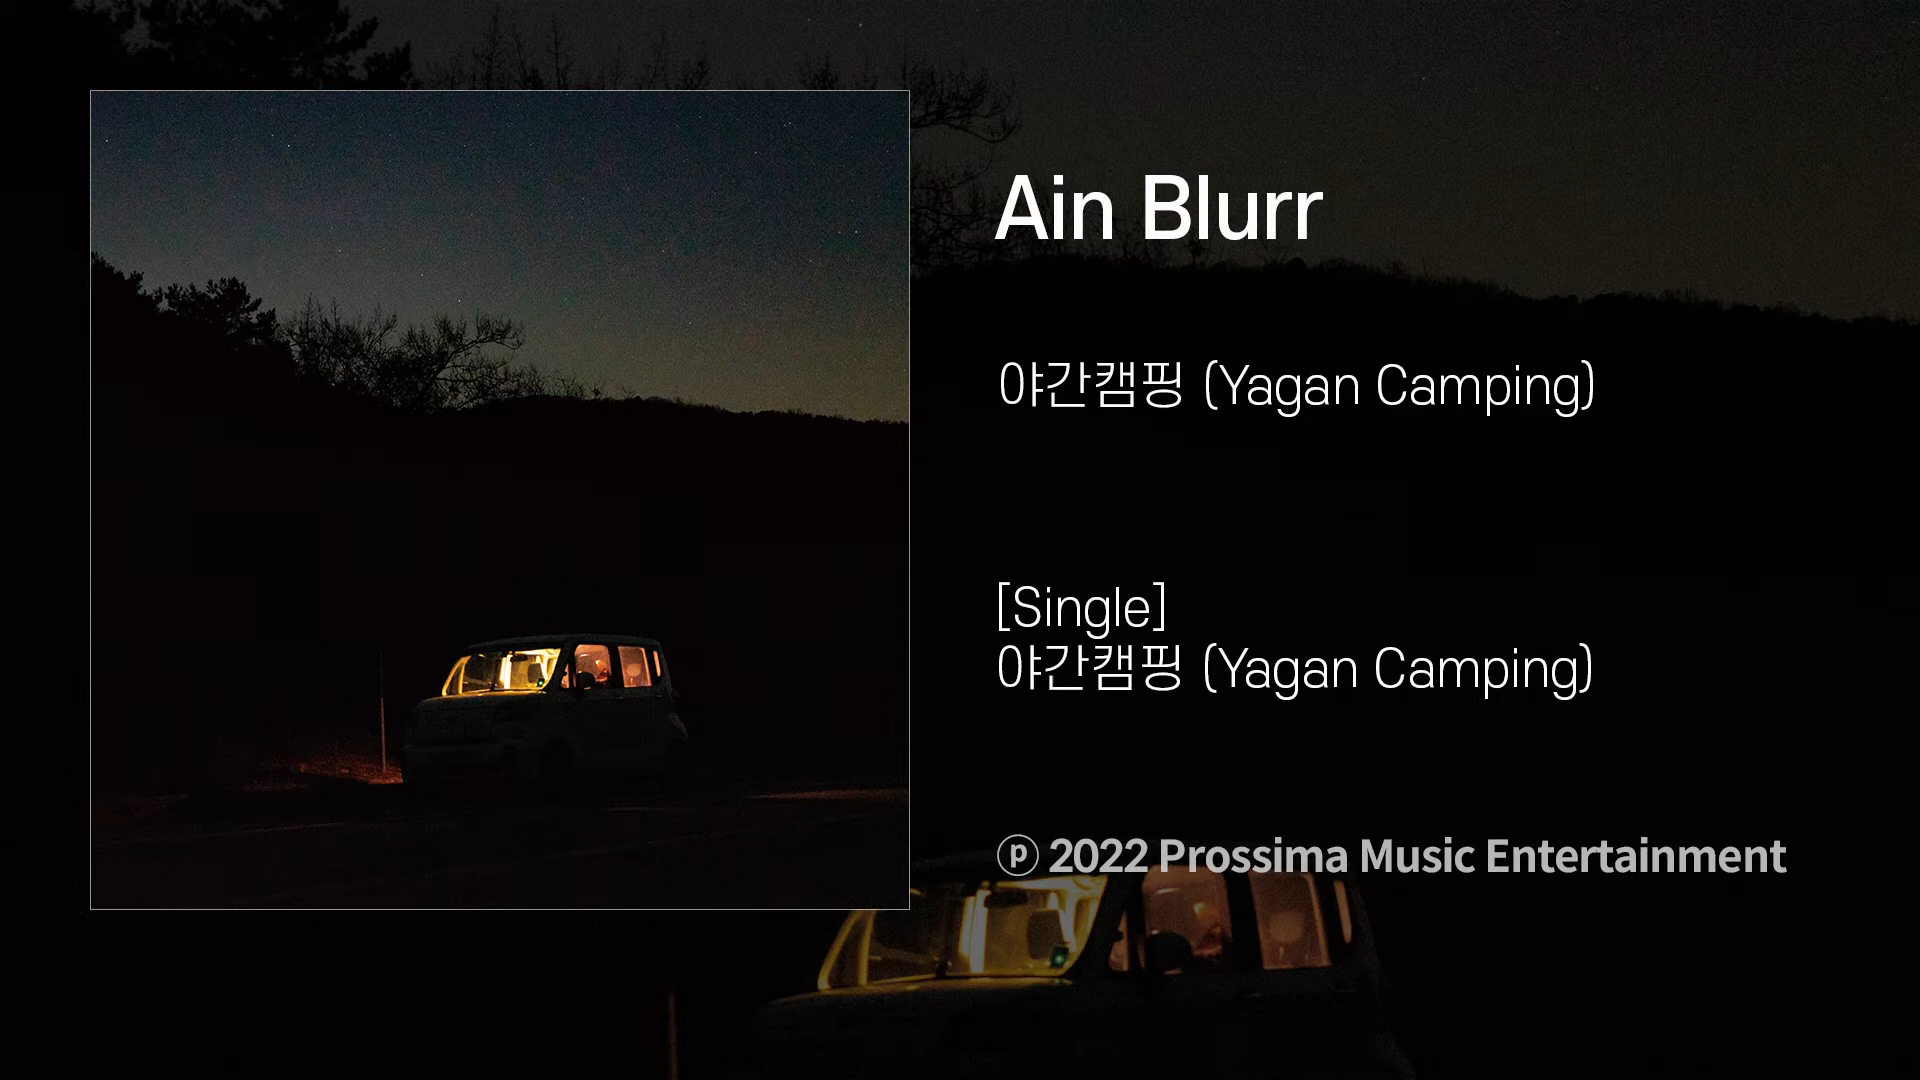 Ain Blurr
야간캠핑 (Yagan Camping)
[Single]
야간캠핑 (Yagan Camping)
ⓟ 2022 Prossima Music Entertainment